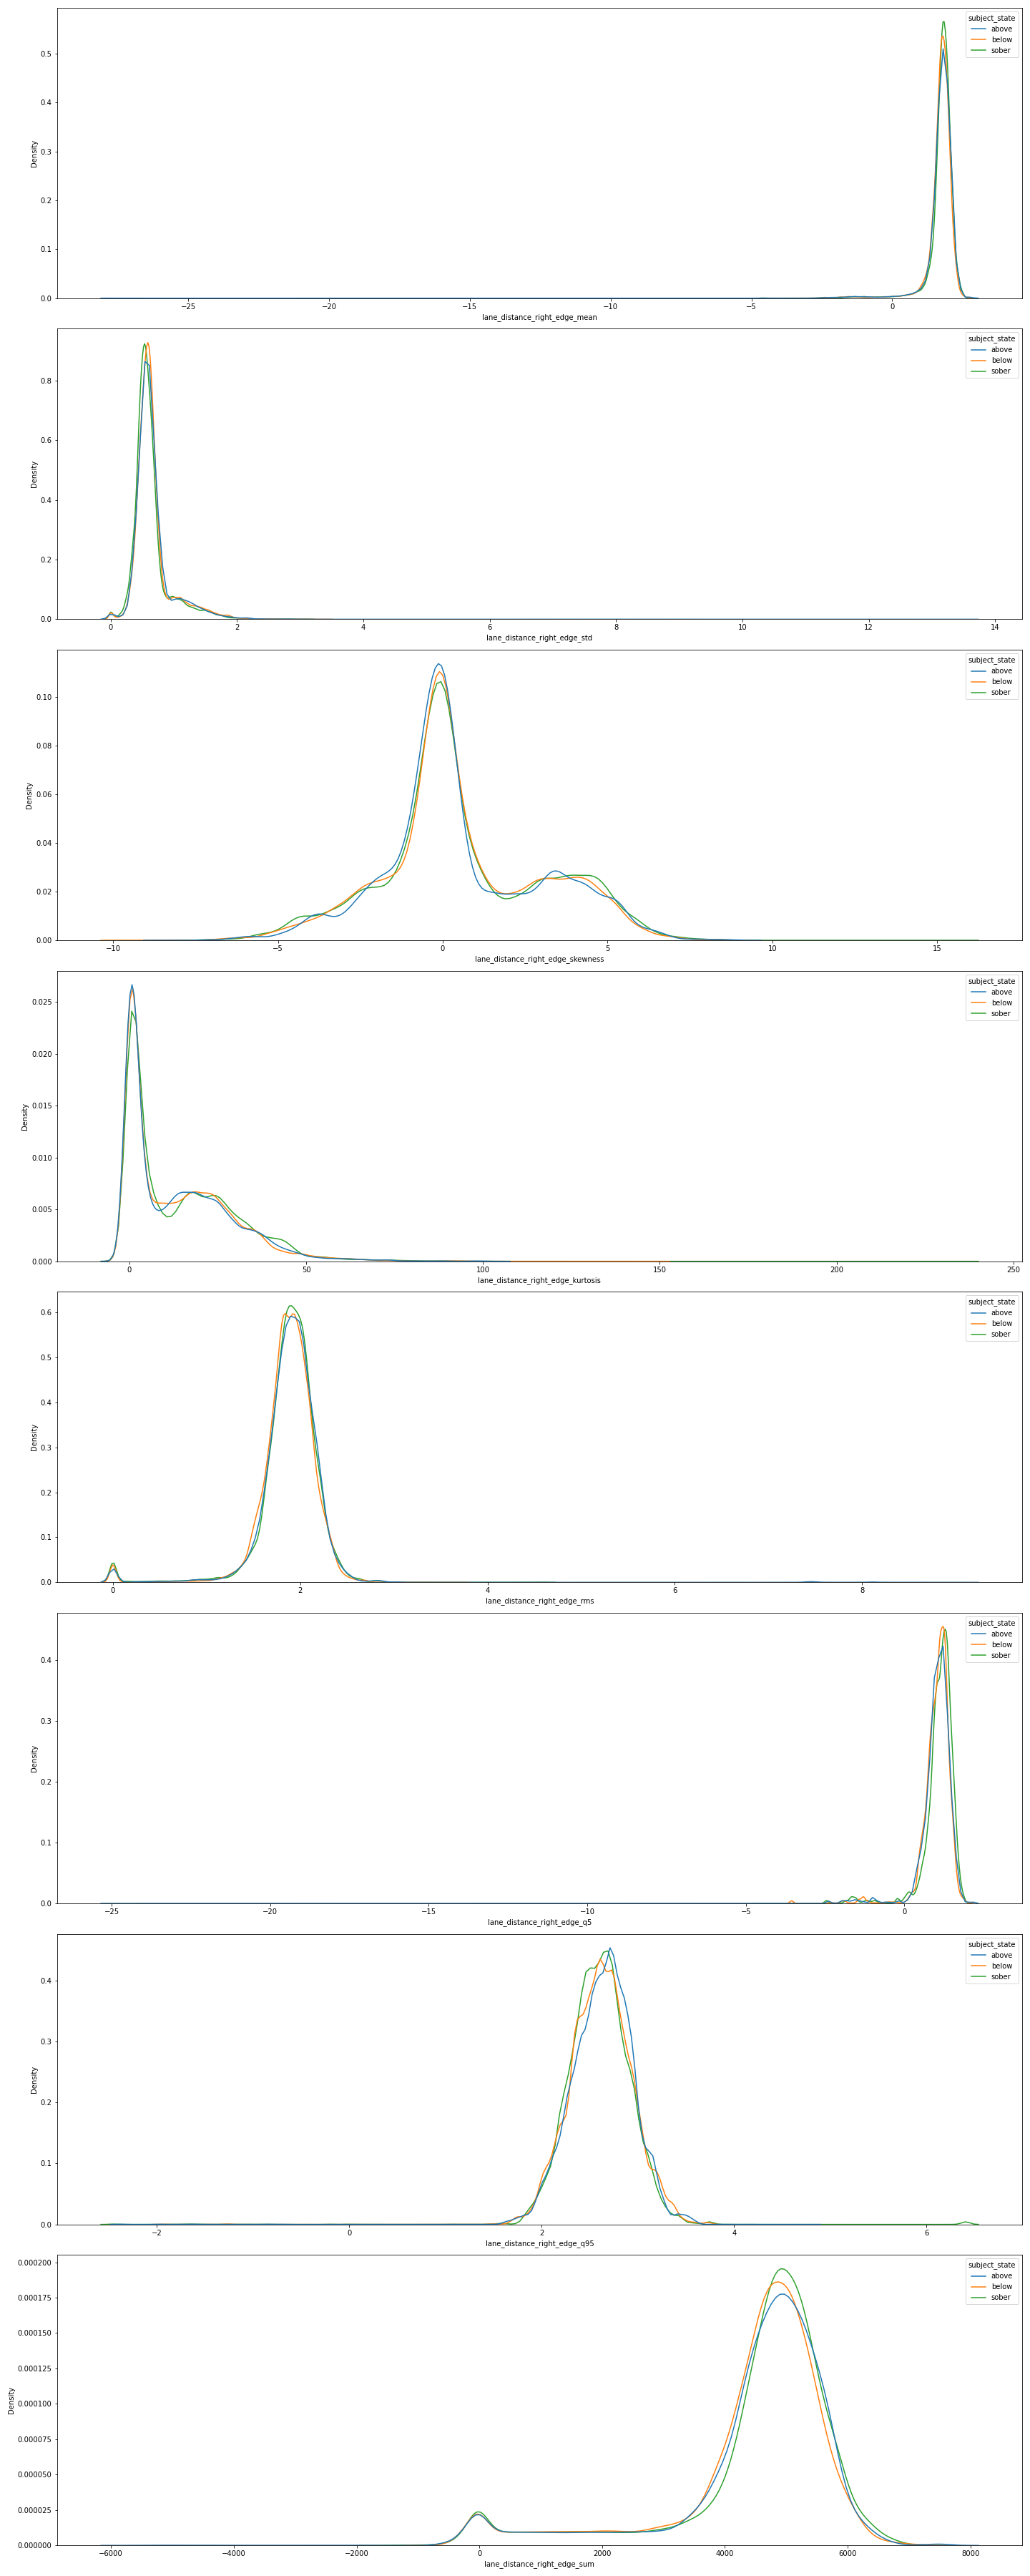 subject_state
above
below
sober
0.5
0.4
0.3
0.2
0.1
0.0
Density
−25 −20 −15 −10 −5 0
lane_distance_right_edge_mean
subject_state
above
below
sober
0.8
0.6
0.4
0.2
0.0
Density
0 2 4 6 8 10 12 14
lane_distance_right_edge_std
subject_state
above
below
sober
0.10
0.08
0.06
0.04
0.02
0.00
Density
−10 −5 0 5 10 15
lane_distance_right_edge_skewness
subject_state
above
below
sober
0.025
0.020
0.015
0.010
0.005
0.000
Density
0 50 100 150 200 250
lane_distance_right_edge_kurtosis
subject_state
above
below
sober
0.6
0.5
0.4
0.3
0.2
0.1
0.0
Density
0 2 4 6 8
lane_distance_right_edge_rms
subject_state
above
below
sober
0.4
0.3
0.2
0.1
0.0
Density
−25 −20 −15 −10 −5 0
lane_distance_right_edge_q5
subject_state
above
below
sober
0.4
0.3
0.2
0.1
0.0
Density
−2 0 2 4 6
lane_distance_right_edge_q95
subject_state
above
below
sober
0.000200
0.000175
0.000150
0.000125
0.000100
0.000075
0.000050
0.000025
0.000000
Density
−6000 −4000 −2000 0 2000 4000 6000 8000
lane_distance_right_edge_sum